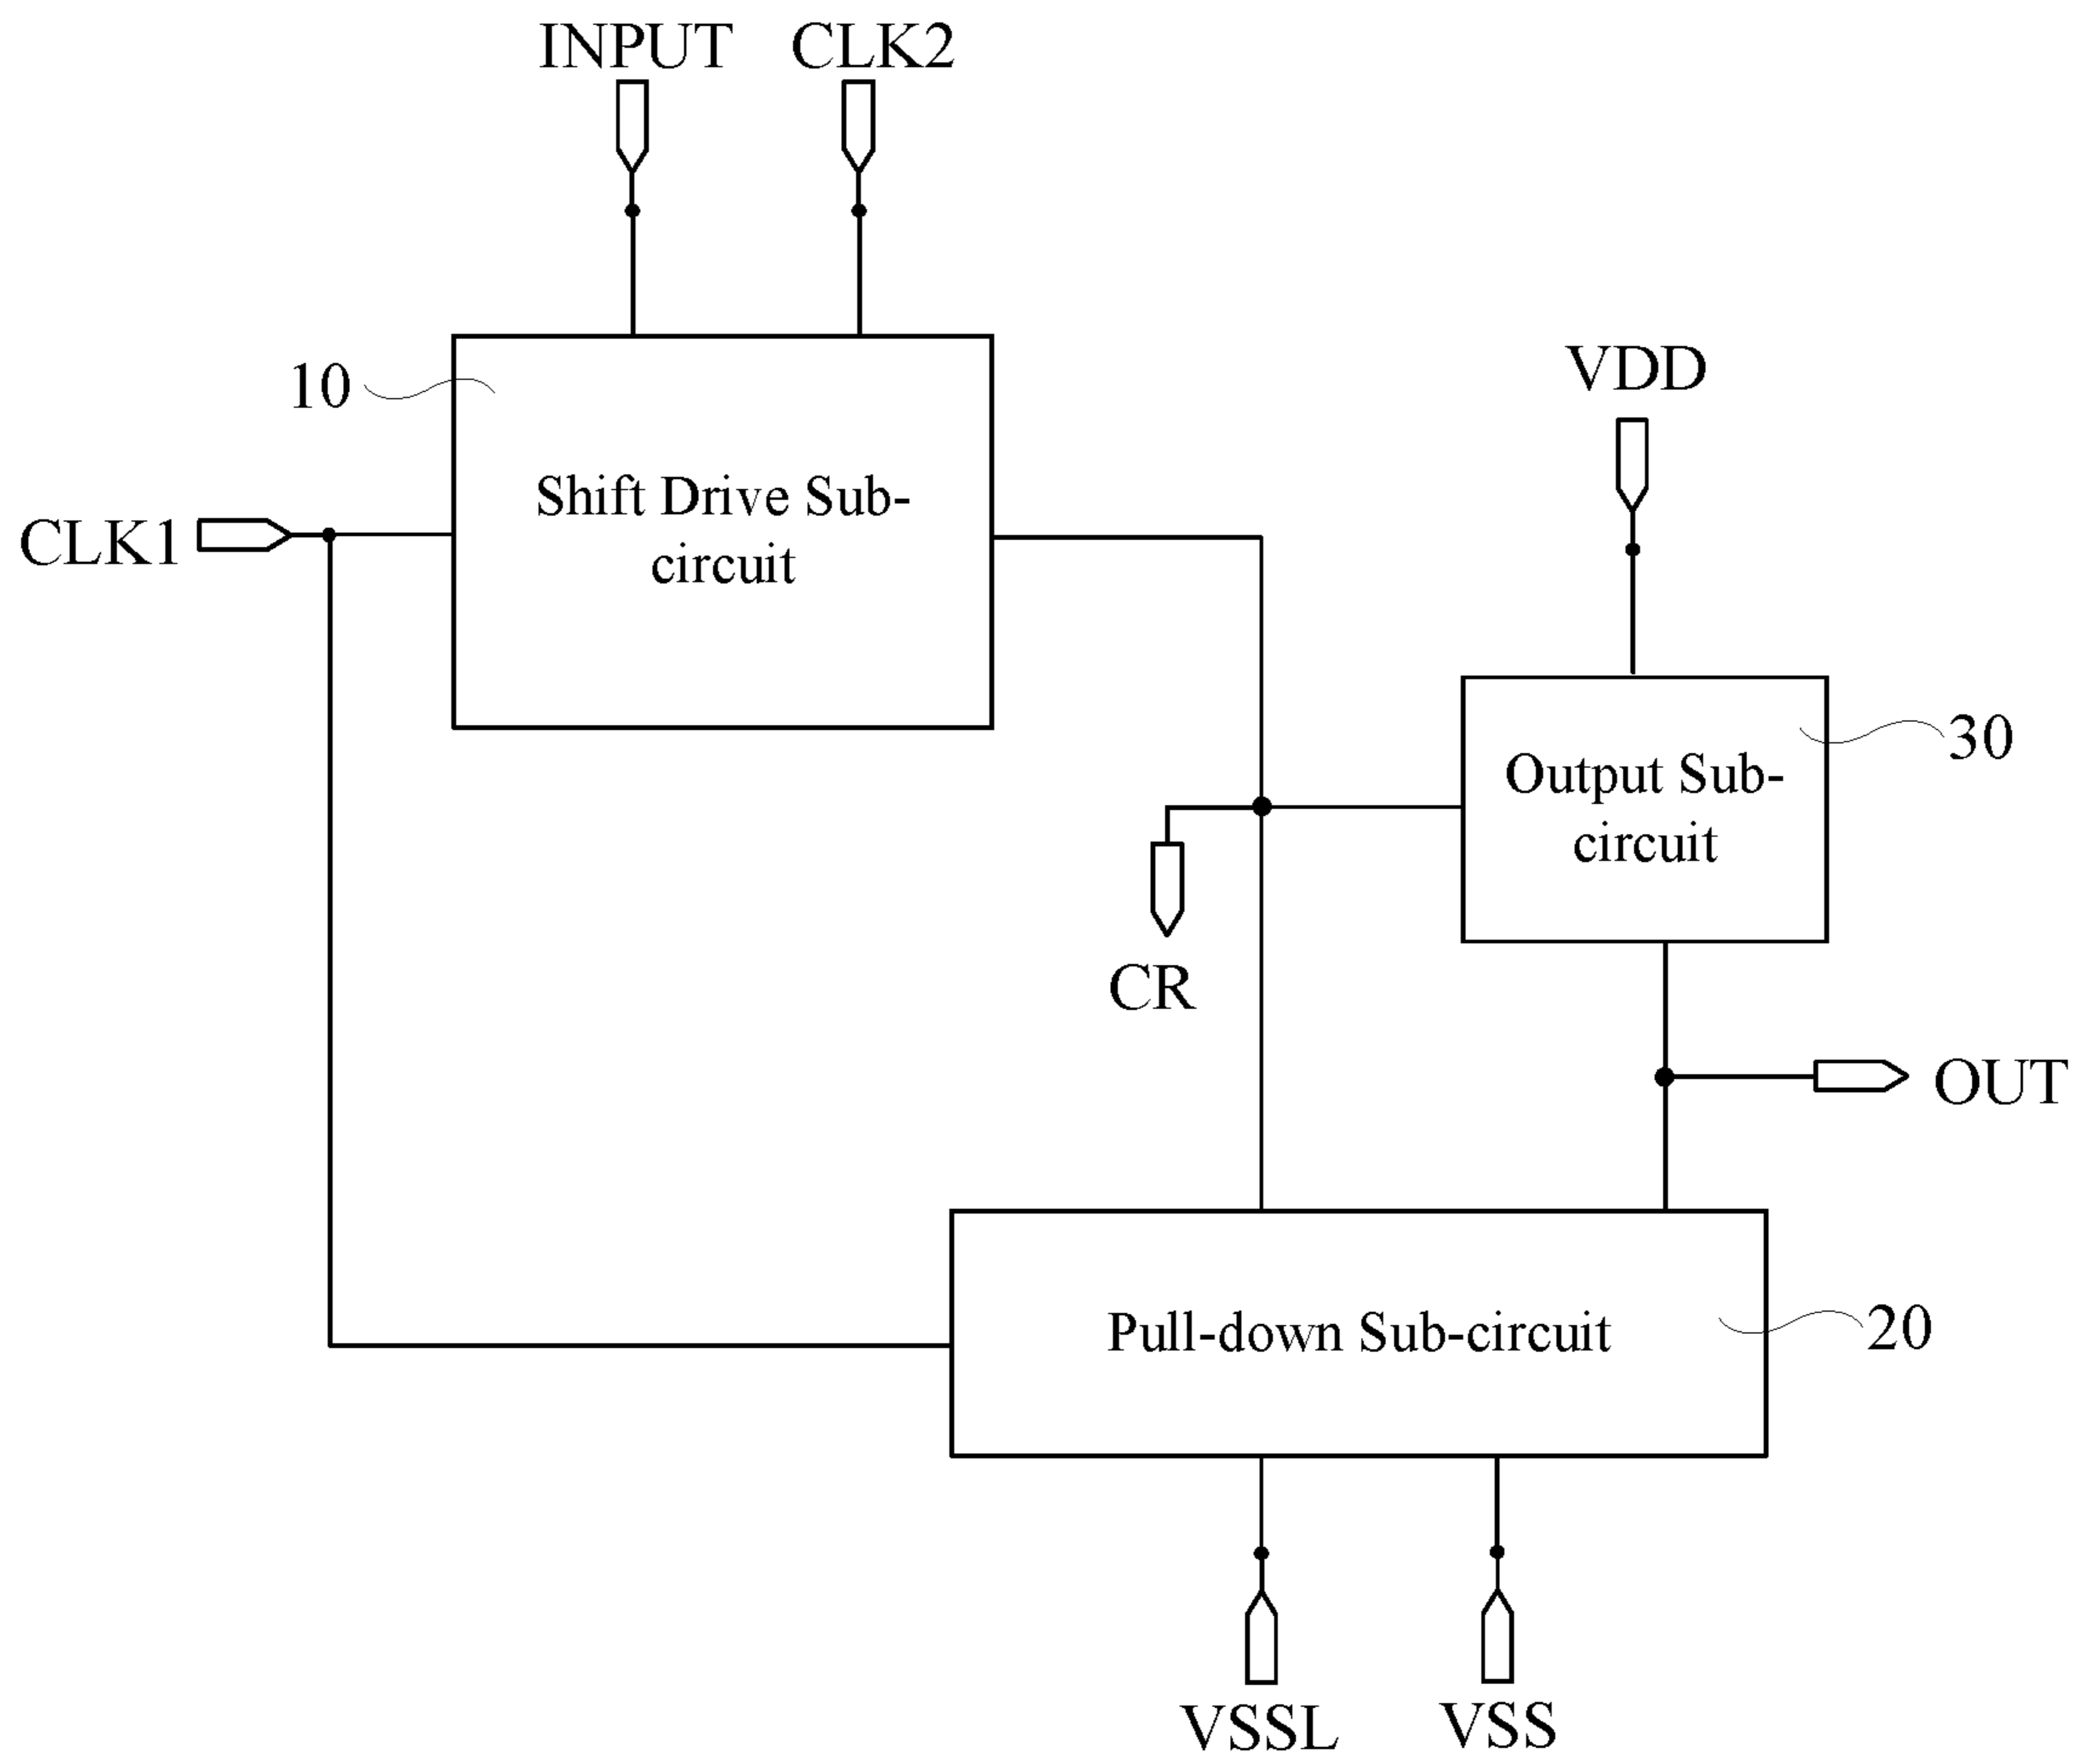 INPUT CLK2
VDD
10
Shift Drive Sub-
circuit
CLK1
30
Output Sub-
circuit
CR
OUT
Pull-down Sub-circuit
20
VSSL VSS